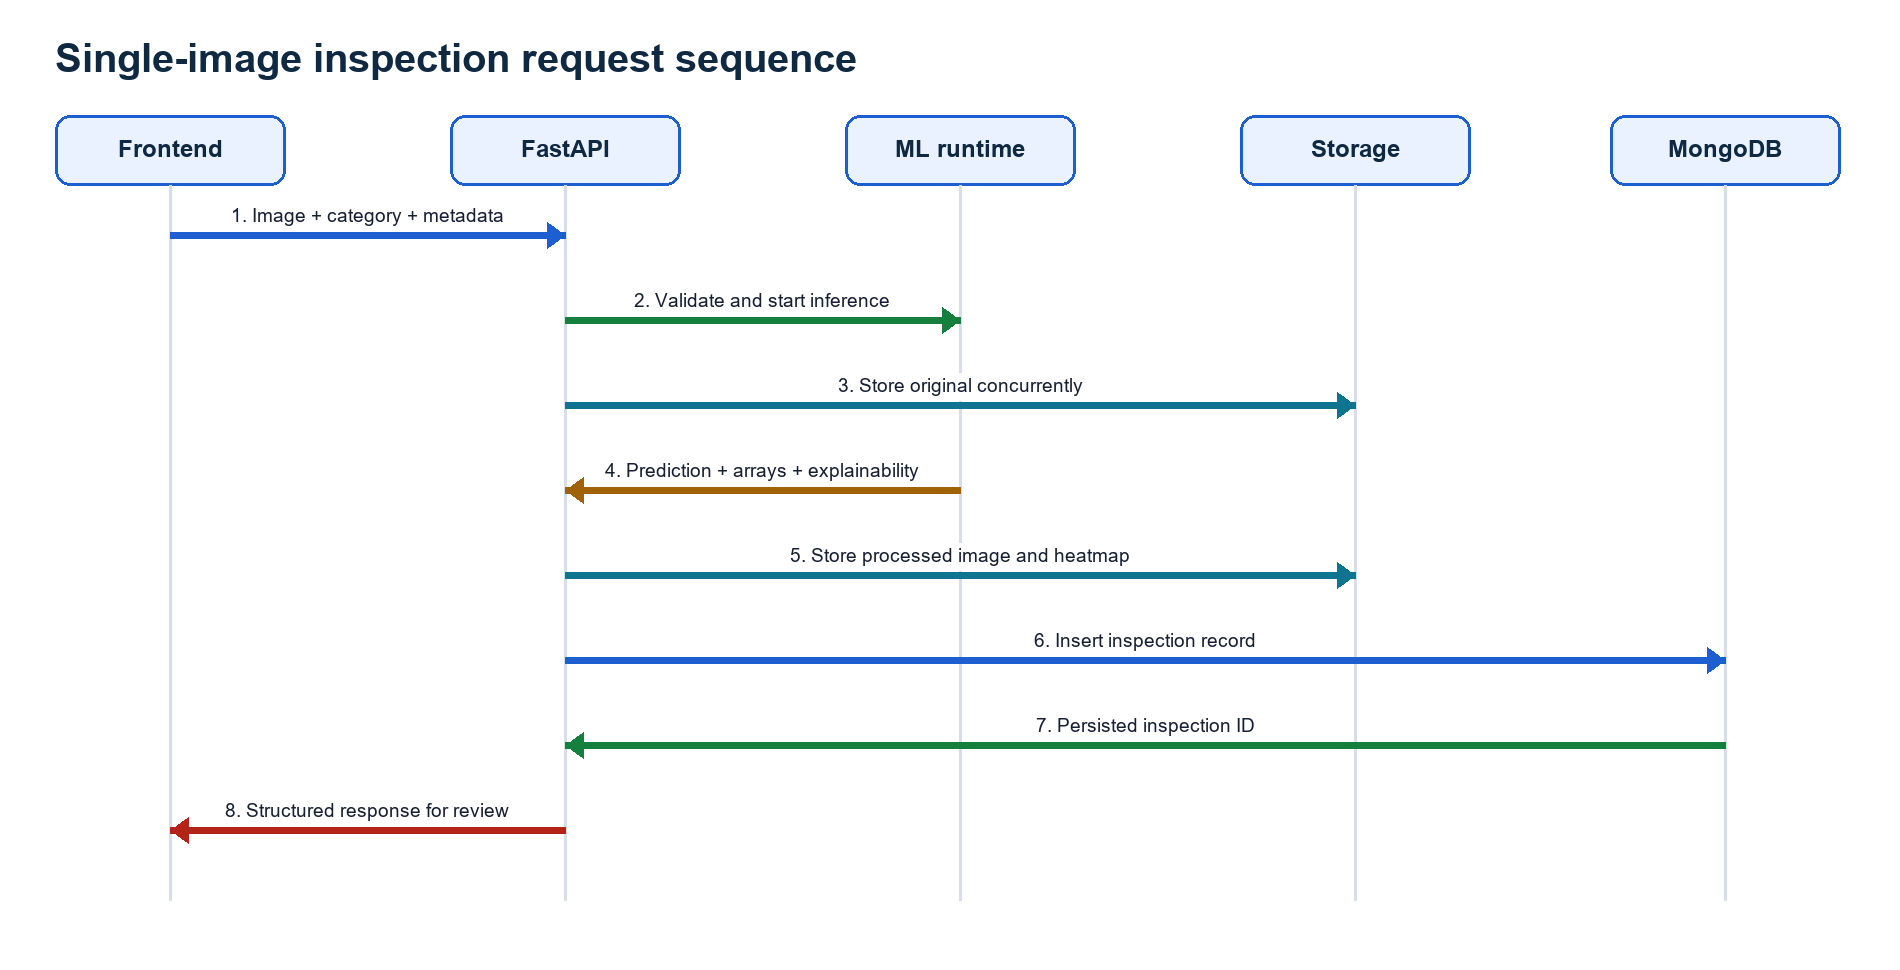 Single-image inspection request sequence
Frontend
FastAPI
ML runtime
Storage
MongoDB
1. Image + category + metadata
2. Validate and start inference
3. Store original concurrently
4. Prediction + arrays + explainability
5. Store processed image and heatmap
6. Insert inspection record
7. Persisted inspection ID
8. Structured response for review